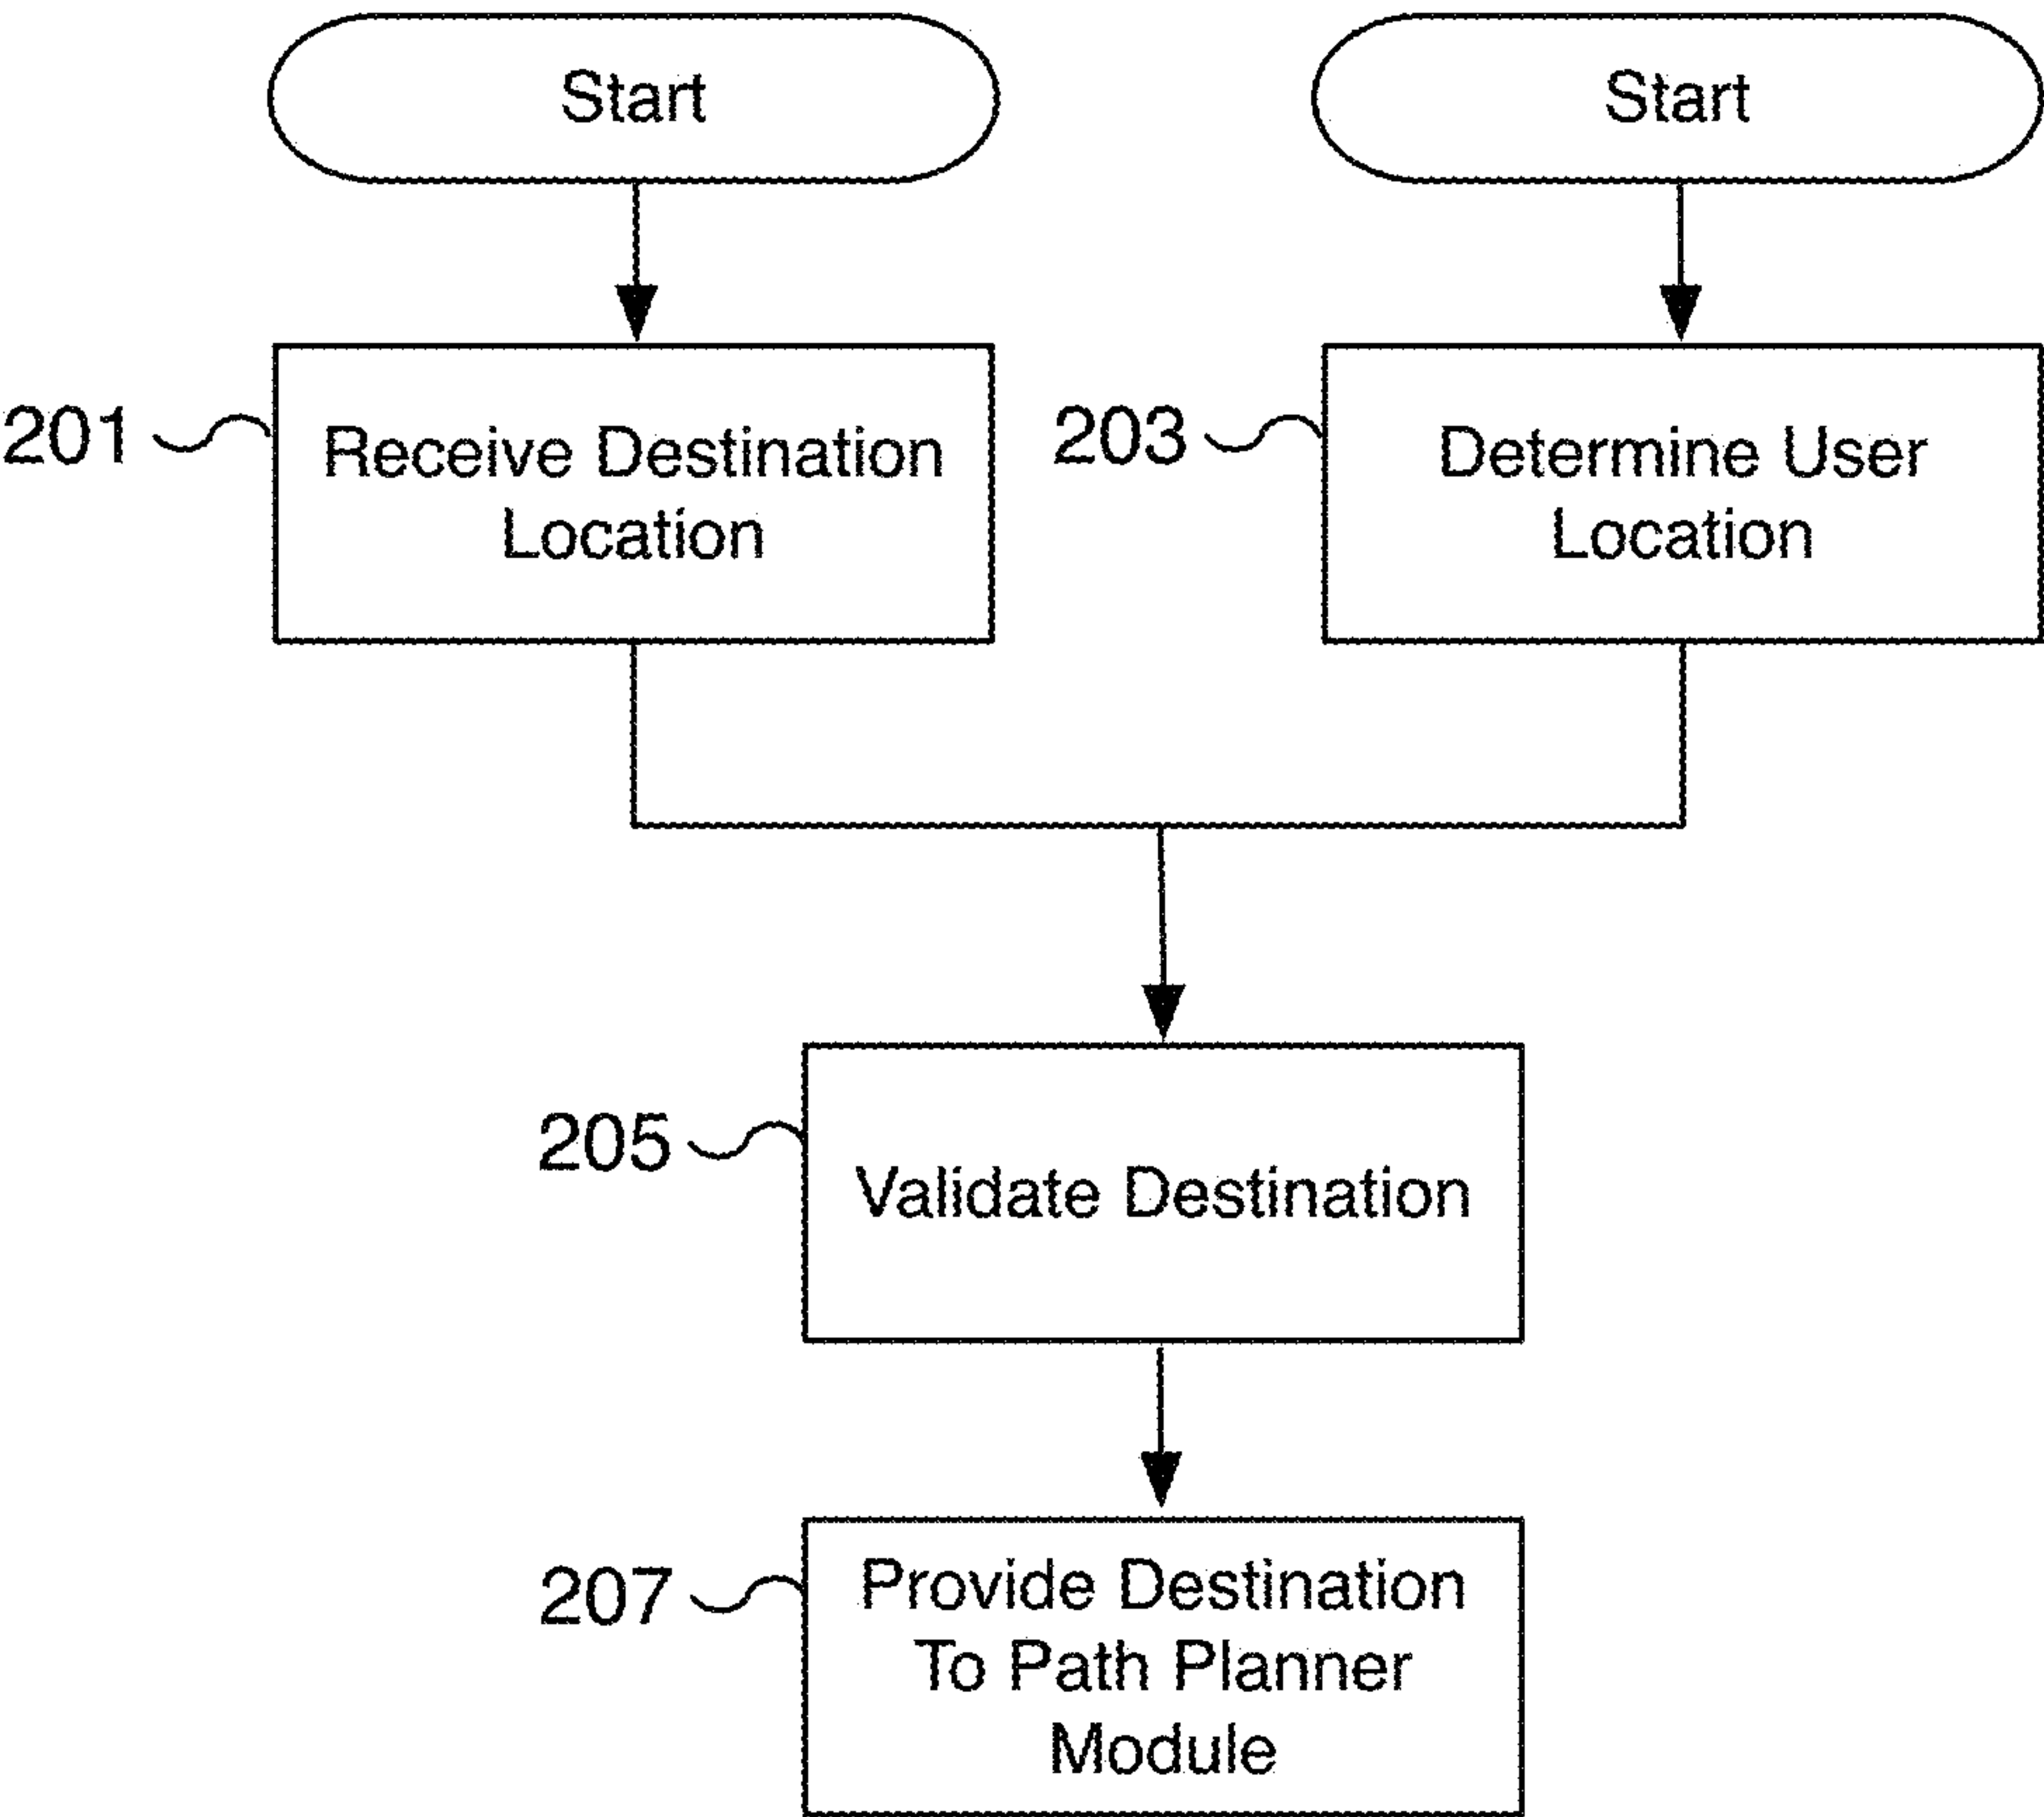 Start
Start
201
Receive Destination
Location
203
Determine User
Location
205
Validate Destination
207
Provide Destination
To Path Planner
Module